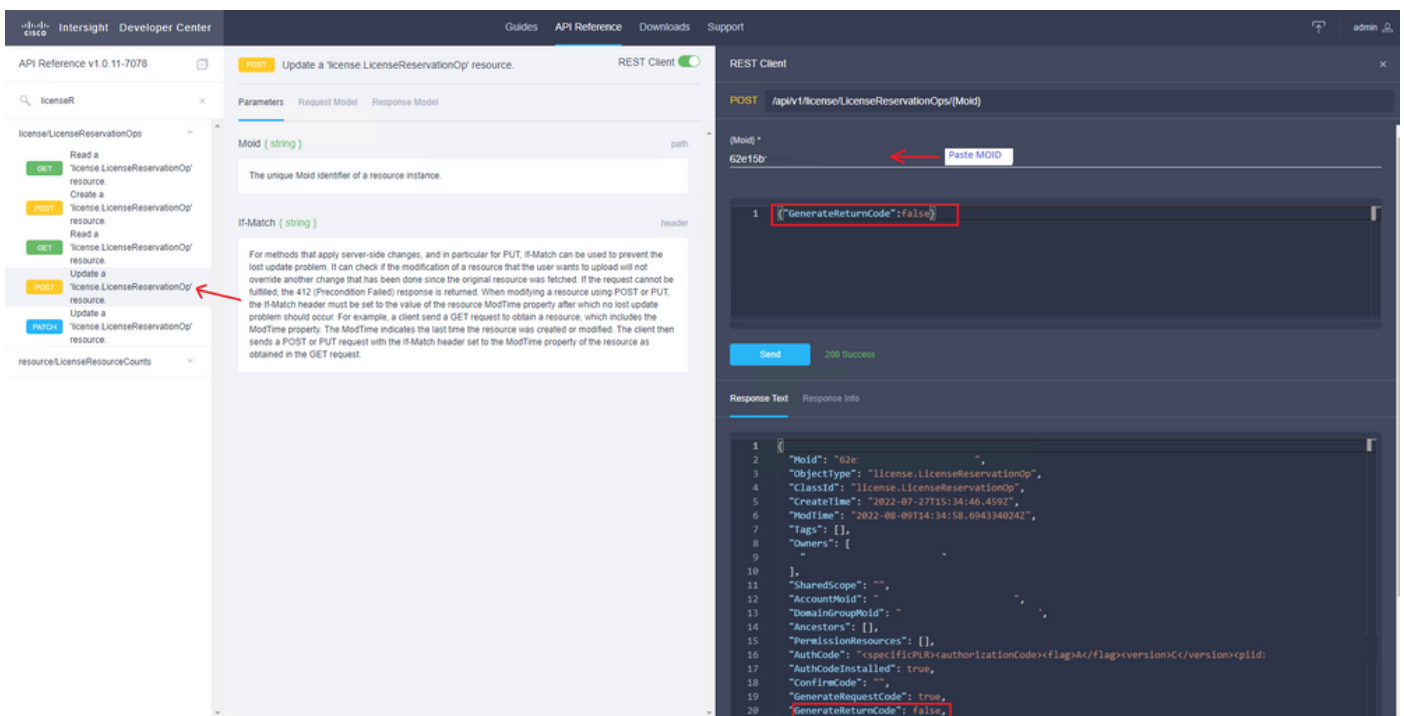 cisco Intersight Developer Center
Guides API Reference Downloads Support
admin
API Reference v1.0.11-7078
licenseR
license/LicenseReservationOps
GET
Read a
'license.LicenseReservationOp'
resource.
POST
Create a
'license.LicenseReservationOp'
resource.
GET
Read a
'license.LicenseReservationOp'
resource.
POST
Update a
'license.LicenseReservationOp'
resource.
PATCH
Update a
'license.LicenseReservationOp'
resource.
resource/LicenseResourceCounts
POST Update a 'license.LicenseReservationOp' resource.
REST Client
Parameters Request Model Response Model
Moid { string } path
The unique Moid identifier of a resource instance.
If-Match { string } header
For methods that apply server-side changes, and in particular for PUT, If-Match can be used to prevent the
lost update problem. It can check if the modification of a resource that the user wants to upload will not
override another change that has been done since the original resource was fetched. If the request cannot be
fulfilled, the 412 (Precondition Failed) response is returned. When modifying a resource using POST or PUT,
the If-Match header must be set to the value of the resource ModTime property after which no lost update
problem should occur. For example, a client send a GET request to obtain a resource, which includes the
ModTime property. The ModTime indicates the last time the resource was created or modified. The client then
sends a POST or PUT request with the If-Match header set to the ModTime property of the resource as
obtained in the GET request.
REST Client
POST /api/v1/license/LicenseReservationOps/{Moid}
{Moid} *
62e15b
Paste MOID
1 {"GenerateReturnCode":false}
Send 200 Success
Response Text Response Info
1 {
2 "Moid": "62e ",
3 "ObjectType": "license.LicenseReservationOp",
4 "ClassId": "license.LicenseReservationOp",
5 "CreateTime": "2022-07-27T15:34:46.459Z",
6 "ModTime": "2022-08-09T14:34:58.694334024Z",
7 "Tags": [],
8 "Owners": [
9 " "
10 ],
11 "SharedScope": "",
12 "AccountMoid": " ",
13 "DomainGroupMoid": " ",
14 "Ancestors": [],
15 "PermissionResources": [],
16 "AuthCode": "<specificPLR><authorizationCode><flag>A</flag><version>C</version><piid:
17 "AuthCodeInstalled": true,
18 "ConfirmCode": "",
19 "GenerateRequestCode": true,
20 "GenerateReturnCode": false,